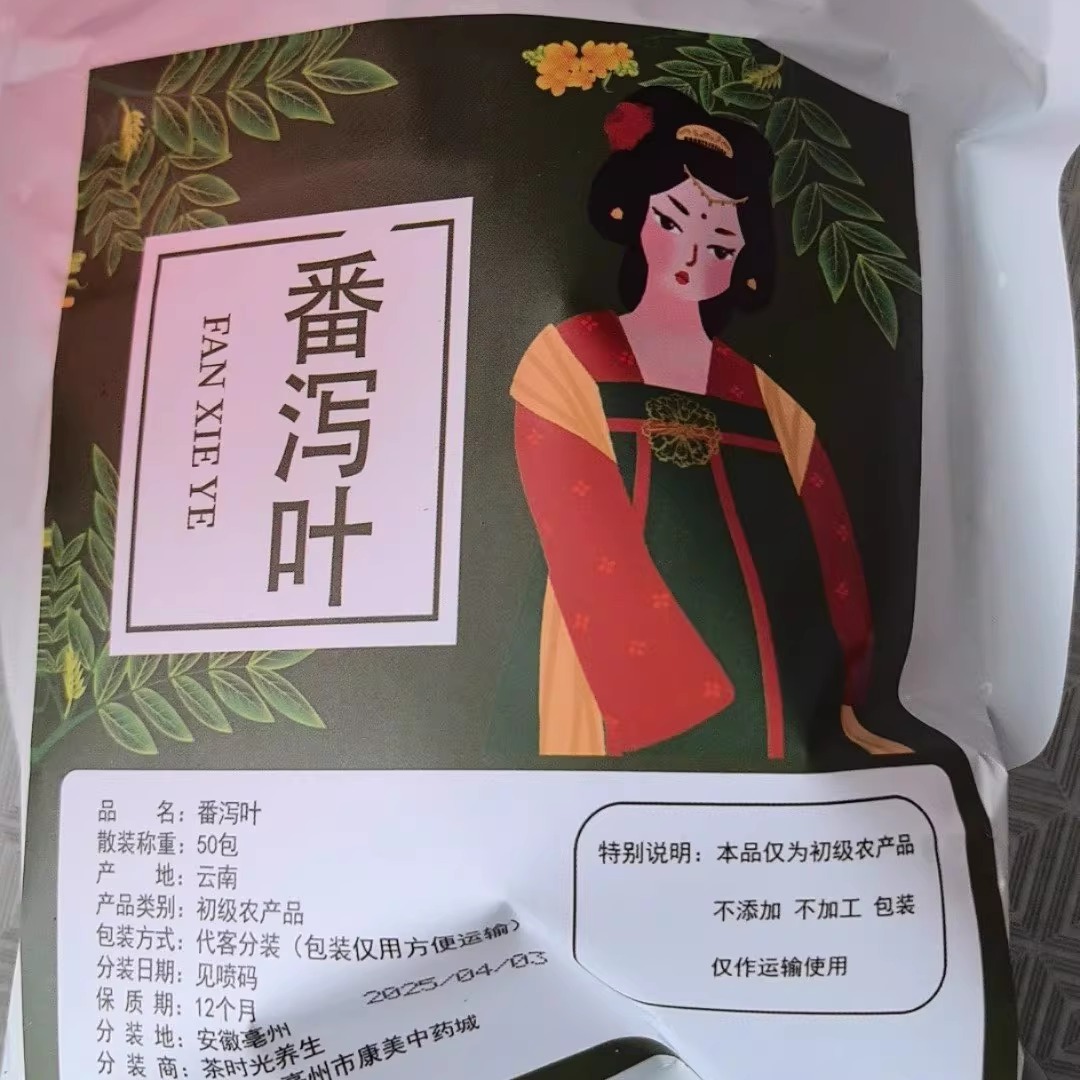 番泻叶
FAN XIE YE
品 名：番泻叶
散装称重：50包
产 地：云南
产品类别：初级农产品
包装方式：代客分装（包装仅用方便运输）
分装日期：见喷码
2025/04/03
保 质 期：12个月
分 装 地：安徽亳州
分 装 商：茶时光养生
亳州市康美中药城
特别说明：本品仅为初级农产品
不添加 不加工 包装
仅作运输使用